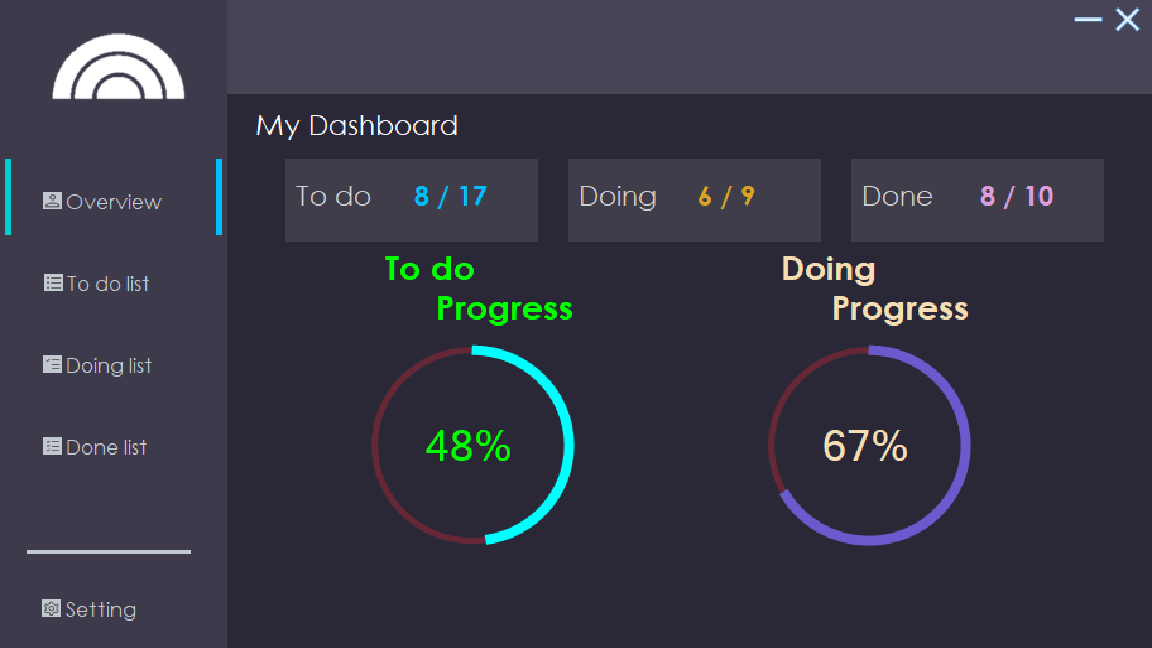 My Dashboard
Overview
To do list
Doing list
Done list
Setting
To do 8 / 17
Doing 6 / 9
Done 8 / 10
To do
Progress
48%
Doing
Progress
67%